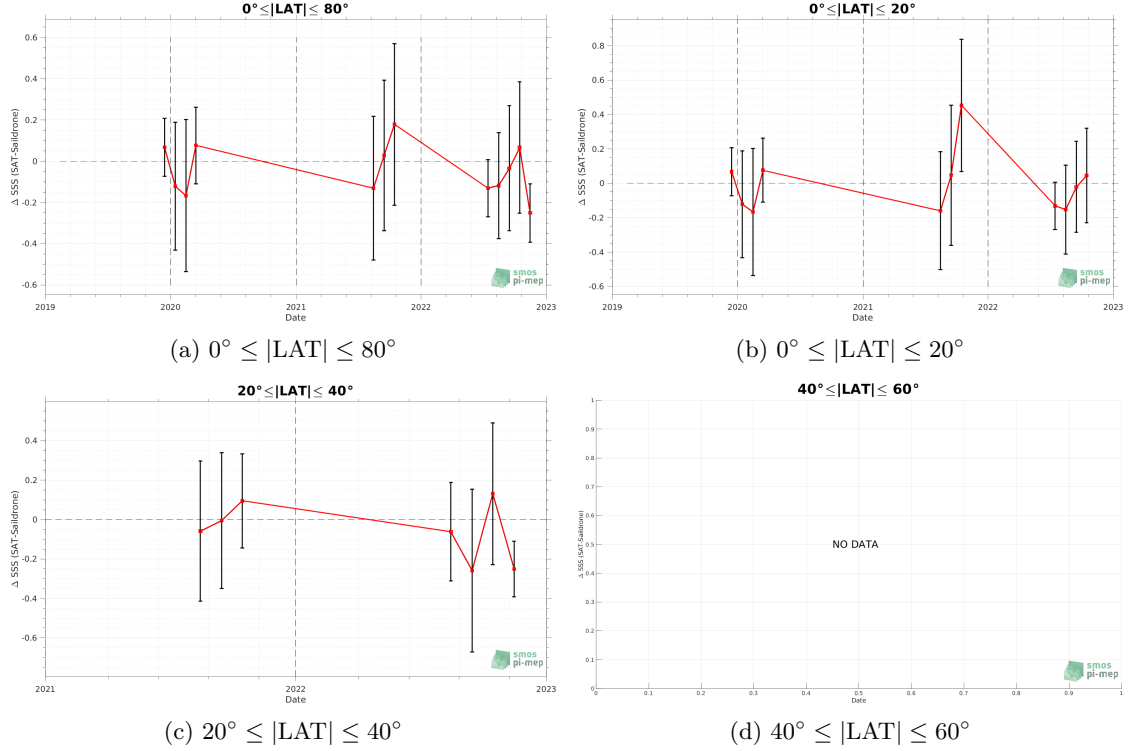 0°≤|LAT|≤ 80°
Δ SSS (SAT-Saildrone)
0.6
0.4
0.2
0
-0.2
-0.4
-0.6
2019
2020
2021
2022
2023
Date
smos
pi-mep
(a) 0° ≤ |LAT| ≤ 80°
0°≤|LAT|≤ 20°
Δ SSS (SAT-Saildrone)
0.8
0.6
0.4
0.2
0
-0.2
-0.4
-0.6
2019
2020
2021
2022
2023
Date
smos
pi-mep
(b) 0° ≤ |LAT| ≤ 20°
20°≤|LAT|≤ 40°
Δ SSS (SAT-Saildrone)
0.4
0.2
0
-0.2
-0.4
-0.6
2021
2022
2023
Date
smos
pi-mep
(c) 20° ≤ |LAT| ≤ 40°
40°≤|LAT|≤ 60°
Δ SSS (SAT-Saildrone)
1
0.9
0.8
0.7
0.6
0.5
0.4
0.3
0.2
0.1
0
NO DATA
0
0.1
0.2
0.3
0.4
0.5
0.6
0.7
0.8
0.9
1
Date
smos
pi-mep
(d) 40° ≤ |LAT| ≤ 60°